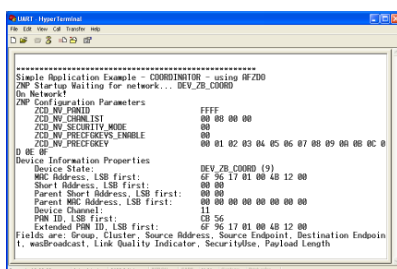 UART - HyperTerminal
File Edit View Call Transfer Help
**************************************************
Simple Application Example - COORDINATOR - using AFZDO
ZNP Startup Waiting for network... DEV_ZB_COORD
On Network!
ZNP Configuration Parameters
ZCD_NV_PANID FFFF
ZCD_NV_CHANLIST 00 08 00 00
ZCD_NV_SECURITY_MODE 00
ZCD_NV_PRECFGKEYS_ENABLE 00
ZCD_NV_PRECFGKEY 00 01 02 03 04 05 06 07 08 09 0A 0B 0C 0
D 0E 0F
Device Information Properties
Device State: DEV_ZB_COORD (9)
MAC Address, LSB first: 6F 96 17 01 00 4B 12 00
Short Address, LSB first: 00 00
Parent Short Address, LSB first: 00 00
Parent MAC Address, LSB first: 00 00 00 00 00 00 00 00
Device Channel: 11
PAN ID, LSB first: CB 56
Extended PAN ID, LSB first: 6F 96 17 01 00 4B 12 00
Fields are: Group, Cluster, Source Address, Source Endpoint, Destination Endpoin
t, wasBroadcast, Link Quality Indicator, SecurityUse, Payload Length